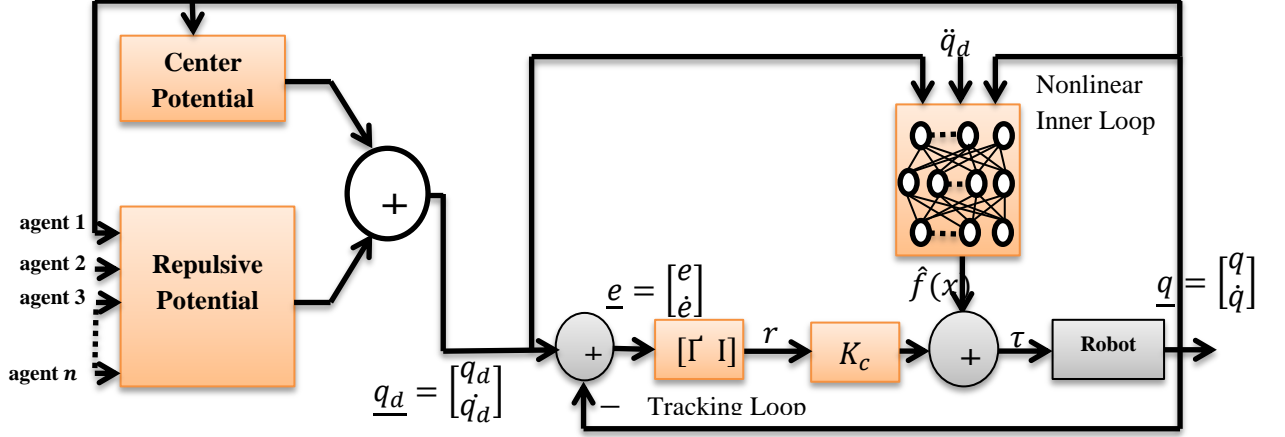 Center
Potential
agent 1
agent 2
agent 3
agent n
Repulsive
Potential
+
q_d = [q_d q̇_d]
+
−
e = [e ė]
[Γ I]
r
K_c
Tracking Loop
q̈_d
Nonlinear
Inner Loop
f̂(x)
+
τ
Robot
q = [q q̇]